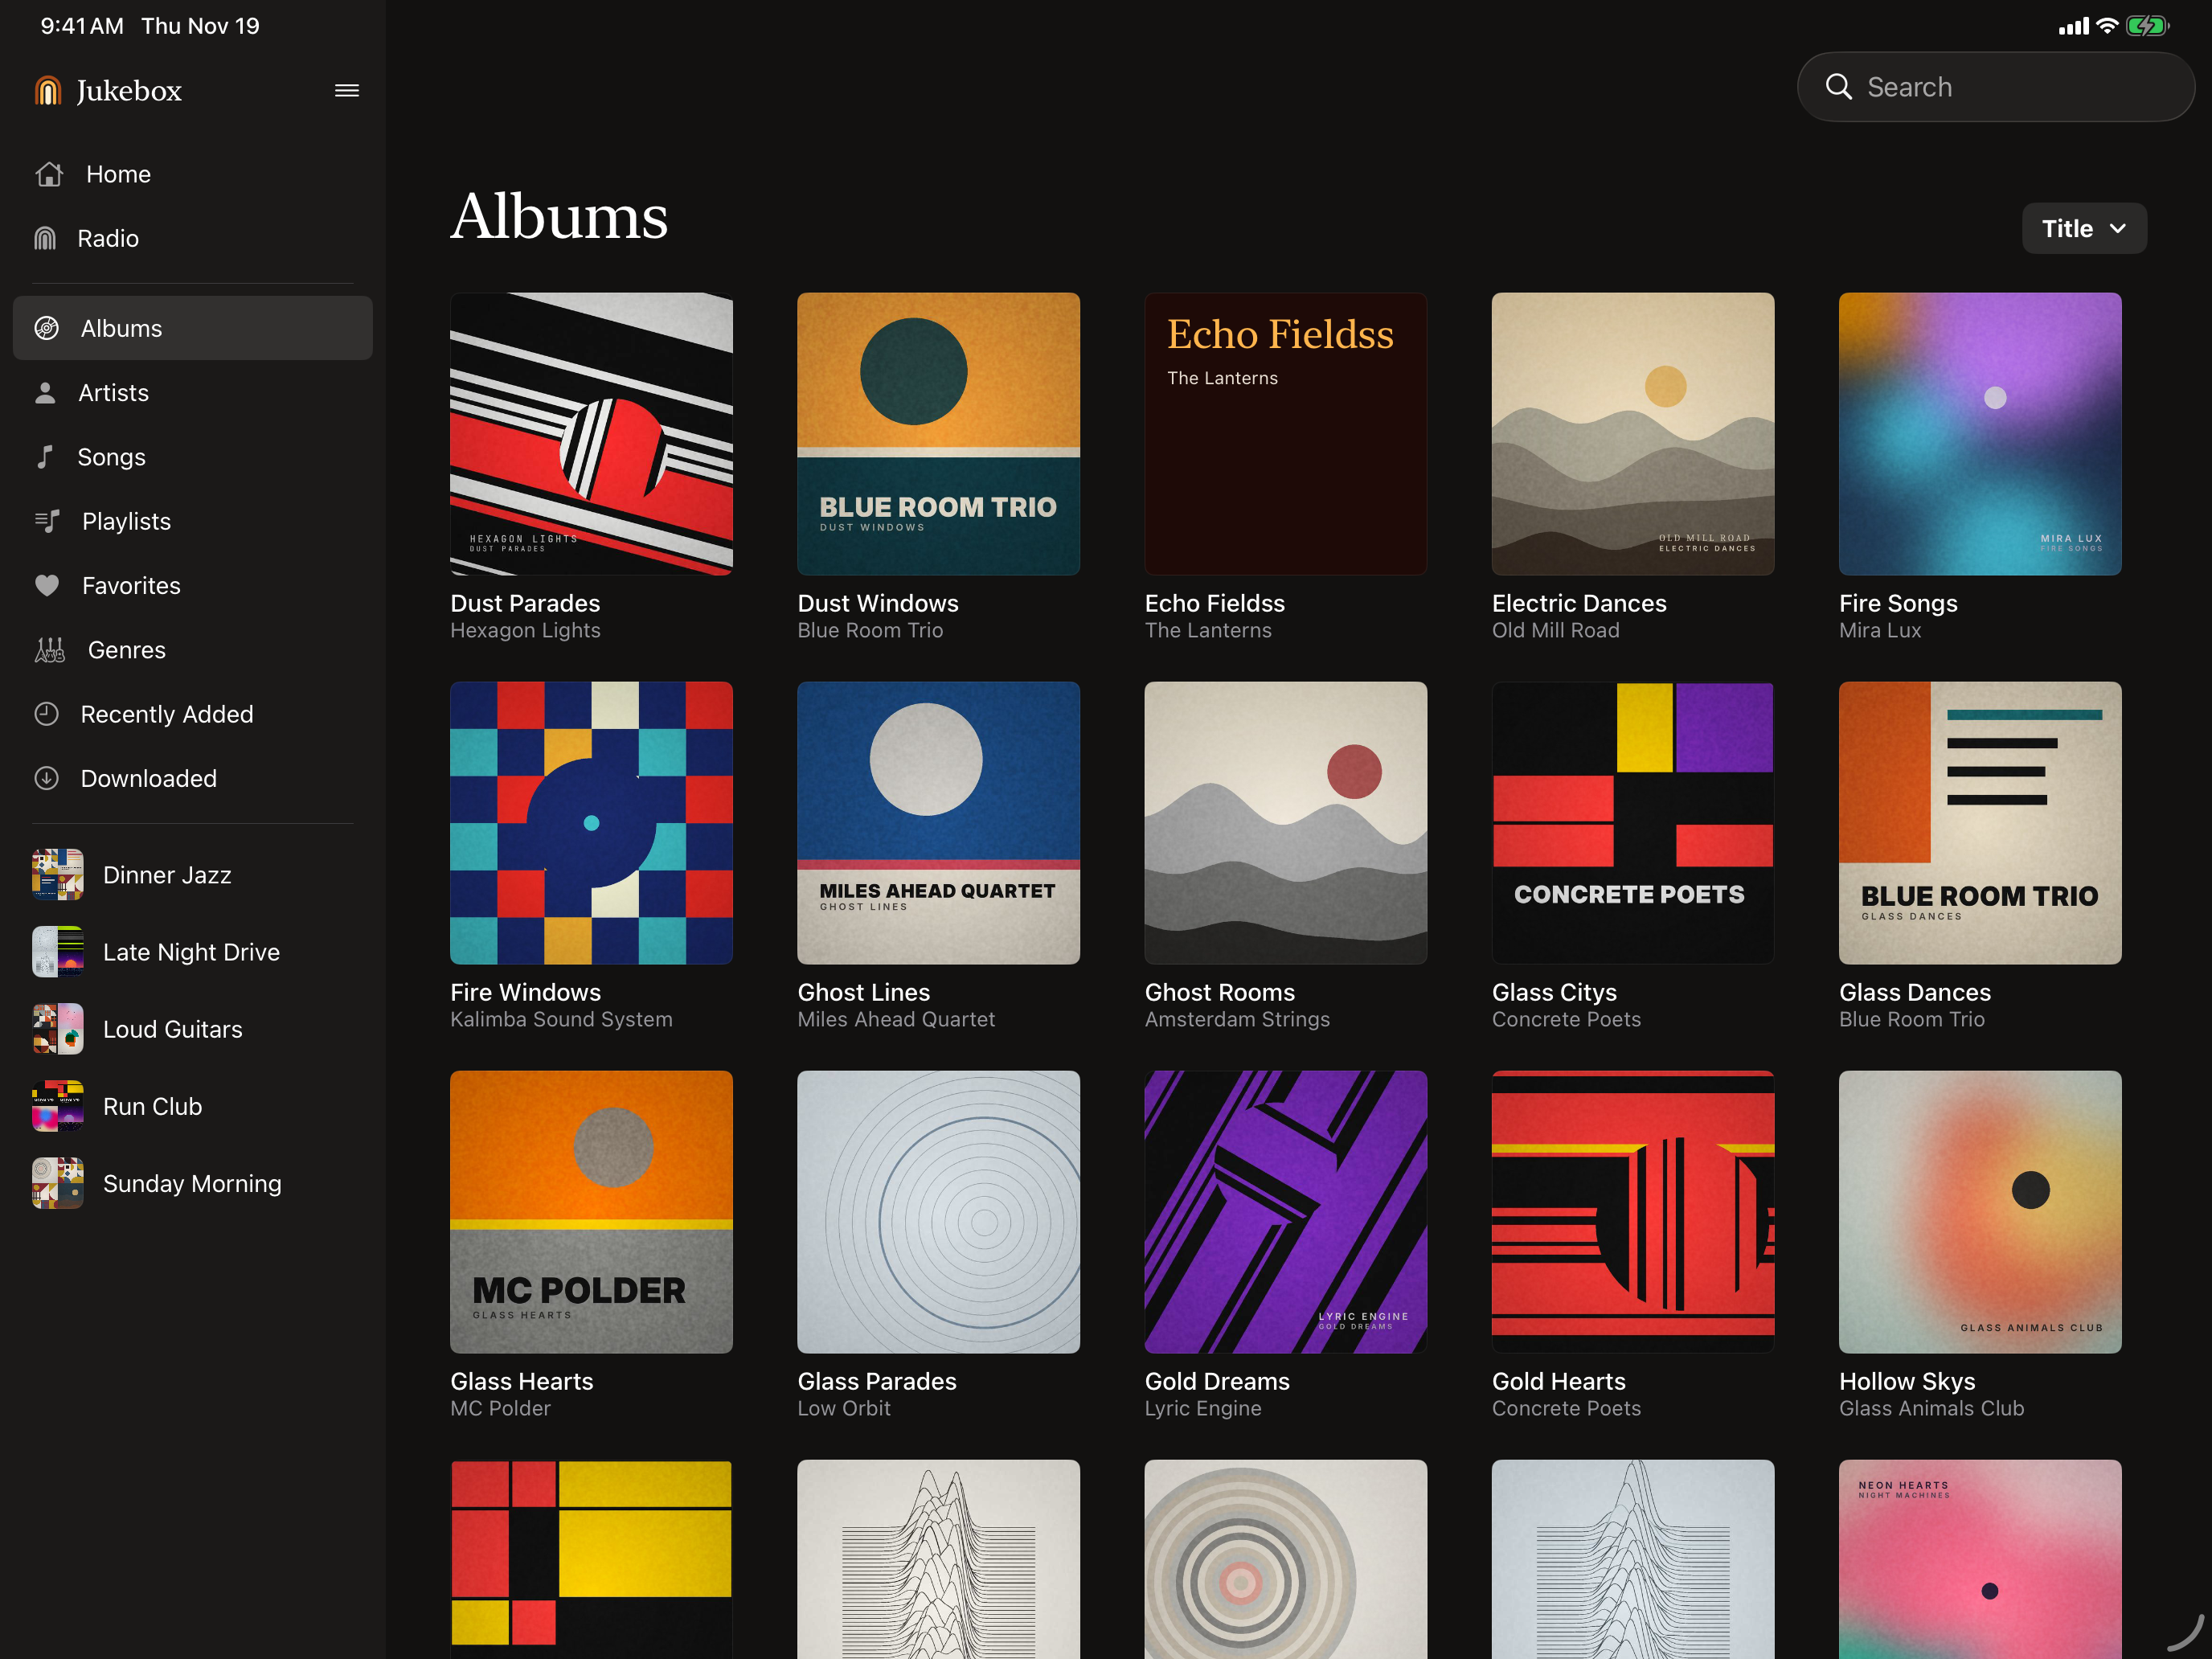 9:41 AM Thu Nov 19
Jukebox
Search
Home
Radio
Albums
Artists
Songs
Playlists
Favorites
Genres
Recently Added
Downloaded
Dinner Jazz
Late Night Drive
Loud Guitars
Run Club
Sunday Morning
Albums
Title
HEXAGON LIGHTS
DUST PARADES
Dust Parades
Hexagon Lights
BLUE ROOM TRIO
DUST WINDOWS
Dust Windows
Blue Room Trio
Echo Fieldss
The Lanterns
Echo Fieldss
The Lanterns
OLD MILL ROAD
ELECTRIC DANCES
Electric Dances
Old Mill Road
MIRA LUX
FIRE SONGS
Fire Songs
Mira Lux
Fire Windows
Kalimba Sound System
MILES AHEAD QUARTET
GHOST LINES
Ghost Lines
Miles Ahead Quartet
Ghost Rooms
Amsterdam Strings
CONCRETE POETS
Glass Citys
Concrete Poets
BLUE ROOM TRIO
GLASS DANCES
Glass Dances
Blue Room Trio
MC POLDER
GLASS HEARTS
Glass Hearts
MC Polder
Glass Parades
Low Orbit
LYRIC ENGINE
GOLD DREAMS
Gold Dreams
Lyric Engine
Gold Hearts
Concrete Poets
GLASS ANIMALS CLUB
Hollow Skys
Glass Animals Club
NEON HEARTS
NIGHT MACHINES